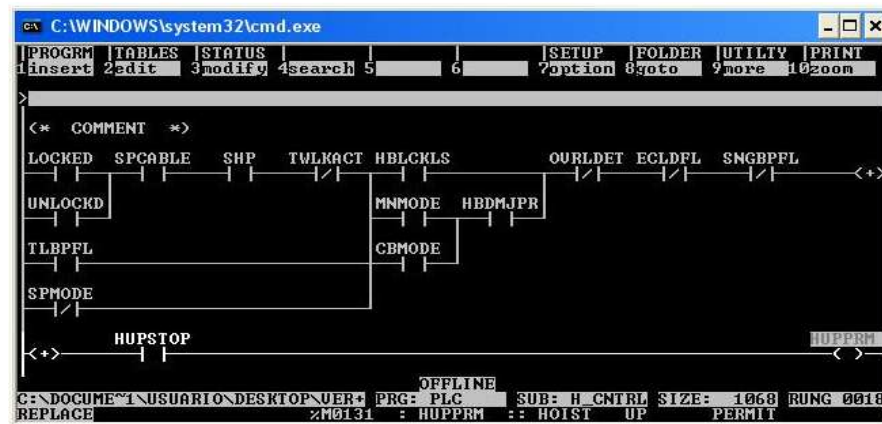 C:\WINDOWS\system32\cmd.exe
|PROGRM |TABLES |STATUS | | | |SETUP |FOLDER |UTILTY |PRINT
1insert 2edit 3modify 4search 5 6 7option 8goto 9more 10zoom
>
(* COMMENT *)
LOCKED SPCABLE SHP TWLKACT HBLCKLS OVRLDET ECLDFL SNGBPFL
<+>
UNLOCKD MNMODE HBDMJPR
TLBPFL CBMODE
SPMODE
HUPSTOP HUPPRM
<+> ( )
OFFLINE
C:\DOCUME~1\USUARIO\DESKTOP\VER+ PRG: PLC SUB: H_CNTRL SIZE: 1068 RUNG 0018
REPLACE %M0131 : HUPPRM :: HOIST UP PERMIT